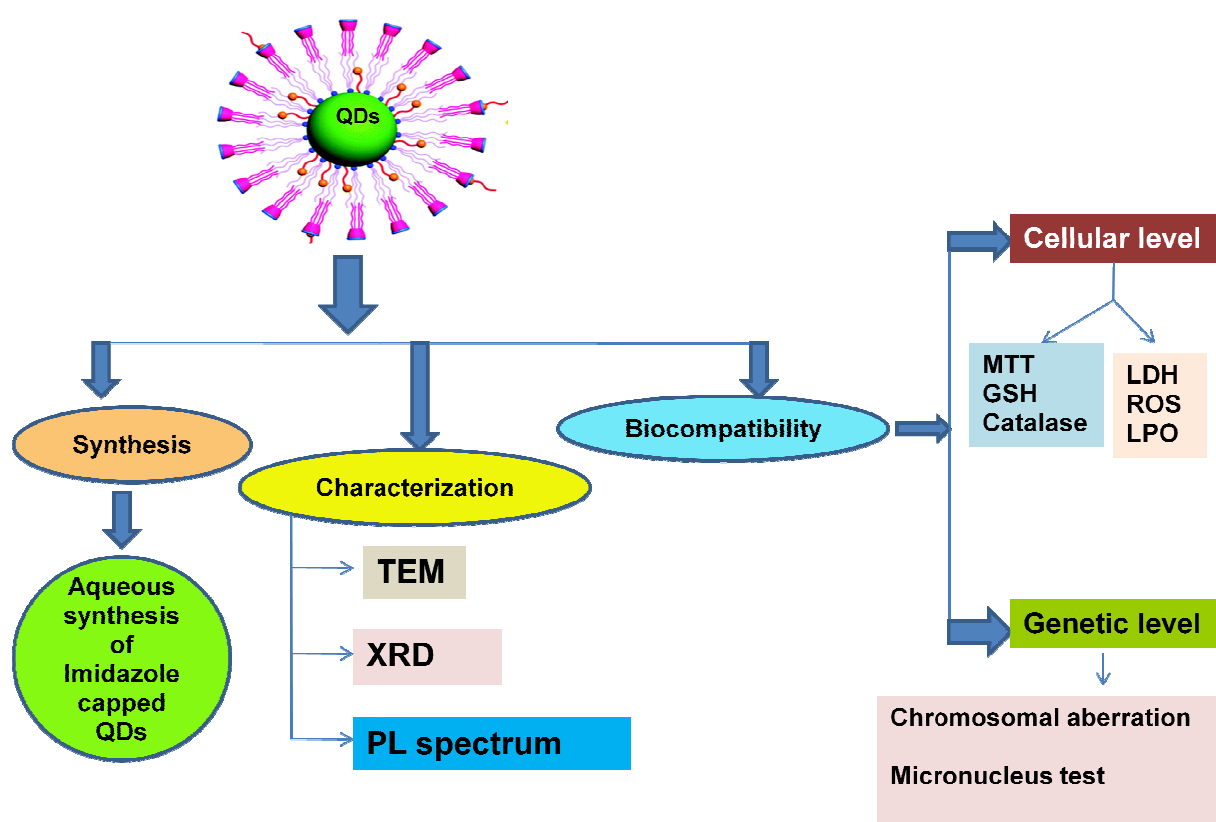 QDs
Synthesis
Aqueous
synthesis
of
Imidazole
capped
QDs
Characterization
TEM
XRD
PL spectrum
Biocompatibility
Cellular level
MTT
GSH
Catalase
LDH
ROS
LPO
Genetic level
Chromosomal aberration
Micronucleus test